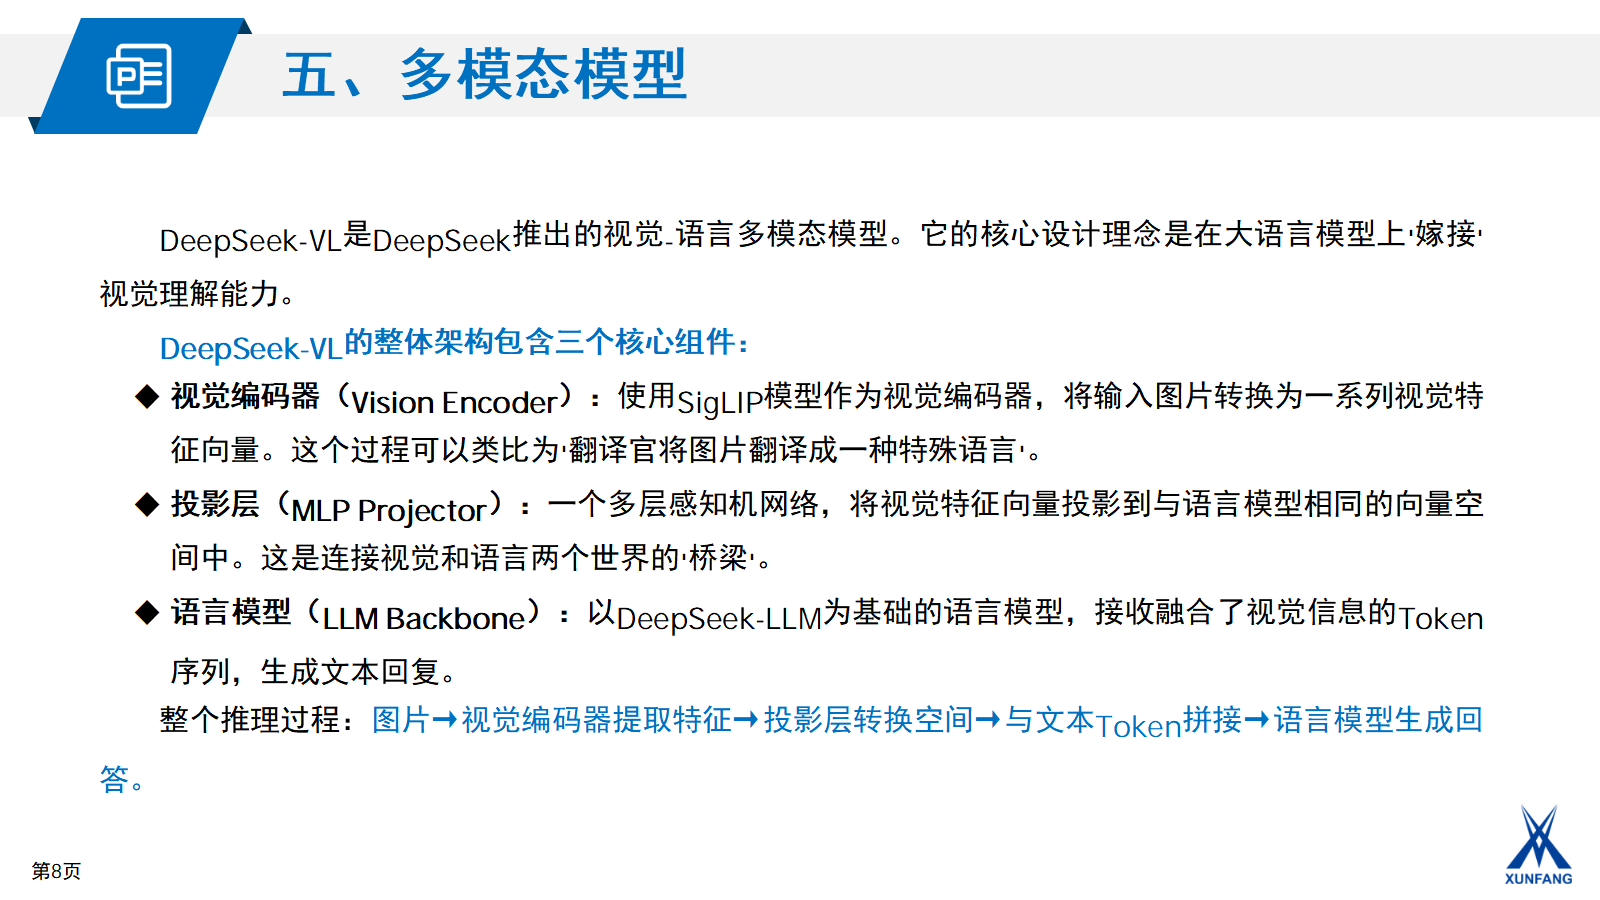 五、多模态模型
DeepSeek-VL是DeepSeek推出的视觉-语言多模态模型。它的核心设计理念是在大语言模型上'嫁接'
视觉理解能力。
DeepSeek-VL的整体架构包含三个核心组件：
◆ 视觉编码器（Vision Encoder）：使用SigLIP模型作为视觉编码器，将输入图片转换为一系列视觉特
征向量。这个过程可以类比为'翻译官将图片翻译成一种特殊语言'。
◆ 投影层（MLP Projector）：一个多层感知机网络，将视觉特征向量投影到与语言模型相同的向量空
间中。这是连接视觉和语言两个世界的'桥梁'。
◆ 语言模型（LLM Backbone）：以DeepSeek-LLM为基础的语言模型，接收融合了视觉信息的Token
序列，生成文本回复。
整个推理过程：图片→视觉编码器提取特征→投影层转换空间→与文本Token拼接→语言模型生成回
答。
第8页
XUNFANG